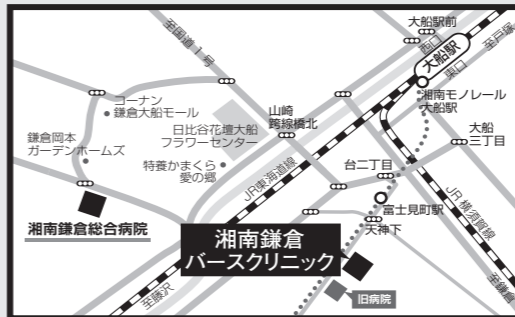 至国道1号
大船駅前
西口
大船駅
至戸塚
東口
コーナン
鎌倉大船モール
湘南モノレール
大船駅
山崎
跨線橋北
日比谷花壇大船
フラワーセンター
鎌倉岡本
ガーデンホームズ
大船
三丁目
特養かまくら
愛の郷
JR東海道線
台二丁目
富士見町駅
JR横須賀線
湘南鎌倉総合病院
天神下
湘南鎌倉
バースクリニック
至藤沢
旧病院
至鎌倉